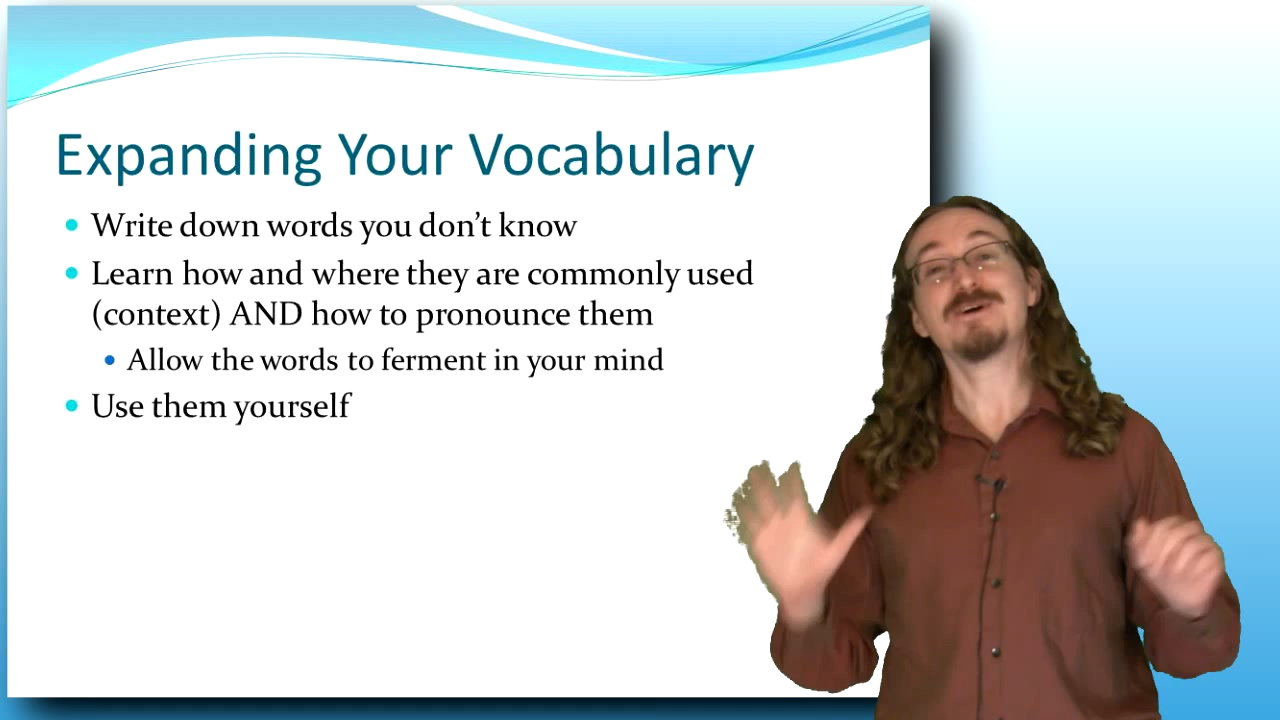 Expanding Your Vocabulary
Write down words you don’t know
Learn how and where they are commonly used
(context) AND how to pronounce them
Allow the words to ferment in your mind
Use them yourself